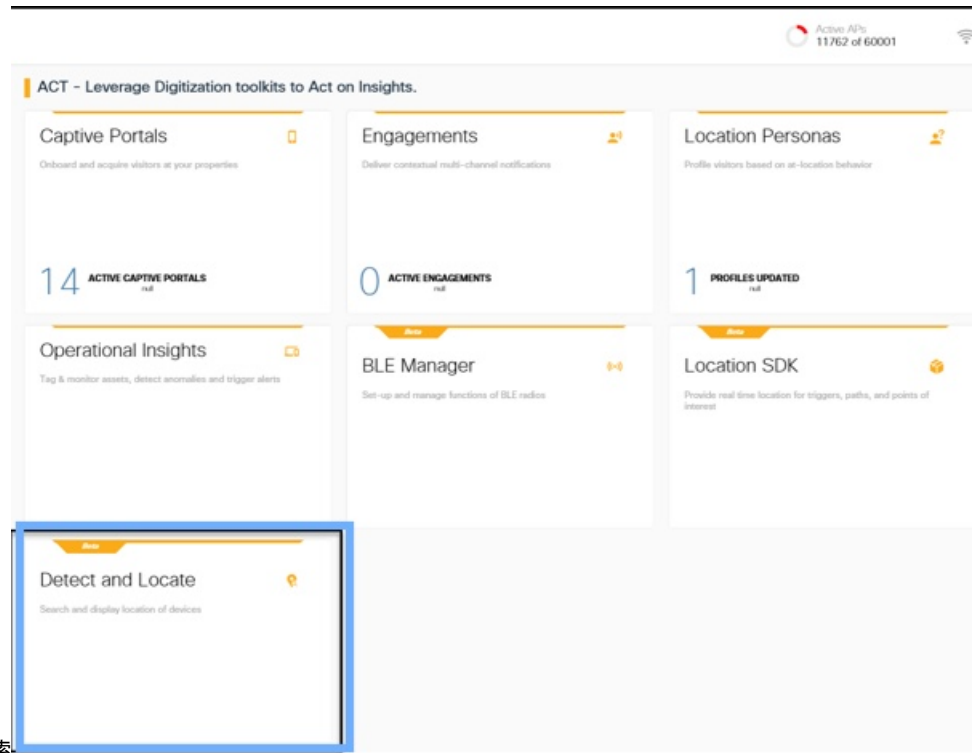 Active APs
11762 of 60001
ACT - Leverage Digitization toolkits to Act on Insights.
Captive Portals
Onboard and acquire visitors at your properties
14 ACTIVE CAPTIVE PORTALS
null
Engagements
Deliver contextual multi-channel notifications
0 ACTIVE ENGAGEMENTS
null
Location Personas
Profile visitors based on at-location behavior
1 PROFILES UPDATED
null
Operational Insights
Tag & monitor assets, detect anomalies and trigger alerts
Beta
BLE Manager
Set-up and manage functions of BLE radios
Beta
Location SDK
Provide real time location for triggers, paths, and points of
interest
Beta
Detect and Locate
Search and display location of devices